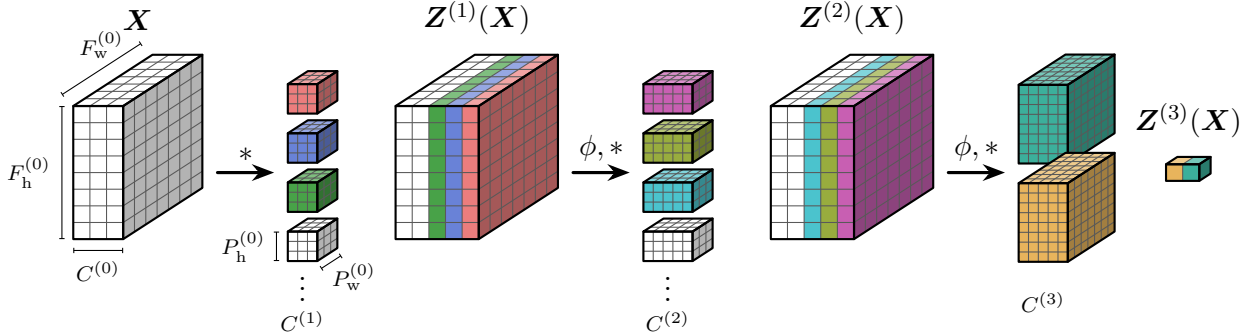 X
Z^{(1)}(X)
Z^{(2)}(X)
F_w^{(0)}
F_h^{(0)}
*
ϕ, *
ϕ, *
Z^{(3)}(X)
P_h^{(0)}
P_w^{(0)}
C^{(0)}
⋮
⋮
C^{(1)}
C^{(2)}
C^{(3)}